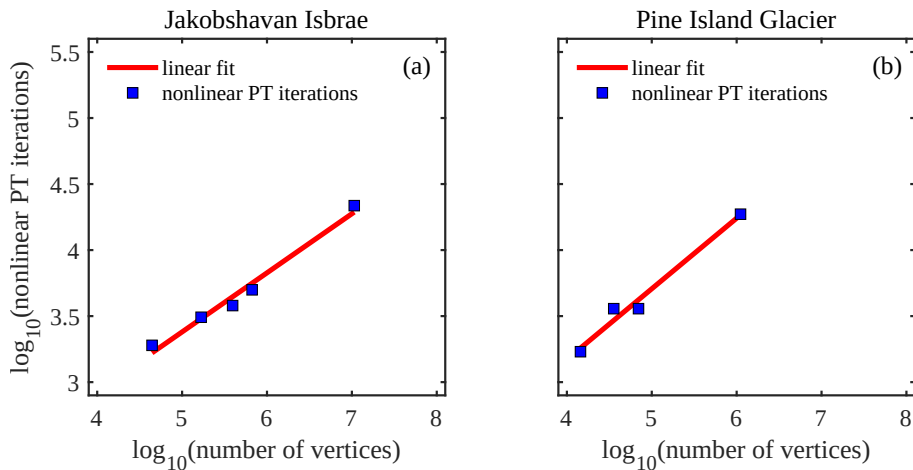 Jakobshavan Isbrae
Pine Island Glacier
5.5
5
4.5
4
3.5
3
log10(nonlinear PT iterations)
linear fit
nonlinear PT iterations
(a)
4 5 6 7 8
log10(number of vertices)
linear fit
nonlinear PT iterations
(b)
4 5 6 7 8
log10(number of vertices)